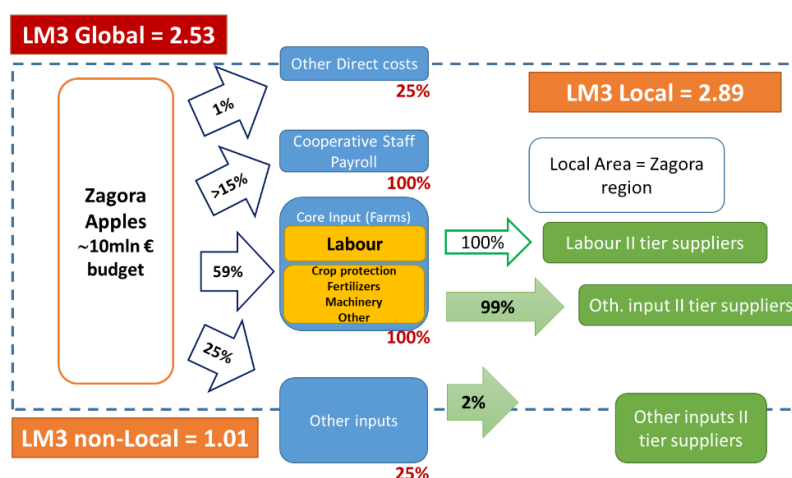 LM3 Global = 2.53
Other Direct costs
25%
LM3 Local = 2.89
1%
Cooperative Staff
Payroll
100%
>15%
Local Area = Zagora
region
Zagora
Apples
~10mln €
budget
Core Input (Farms)
Labour
100%
Labour II tier suppliers
59%
Crop protection
Fertilizers
Machinery
Other
100%
99%
Oth. input II tier suppliers
25%
Other inputs
25%
2%
Other inputs II
tier suppliers
LM3 non-Local = 1.01